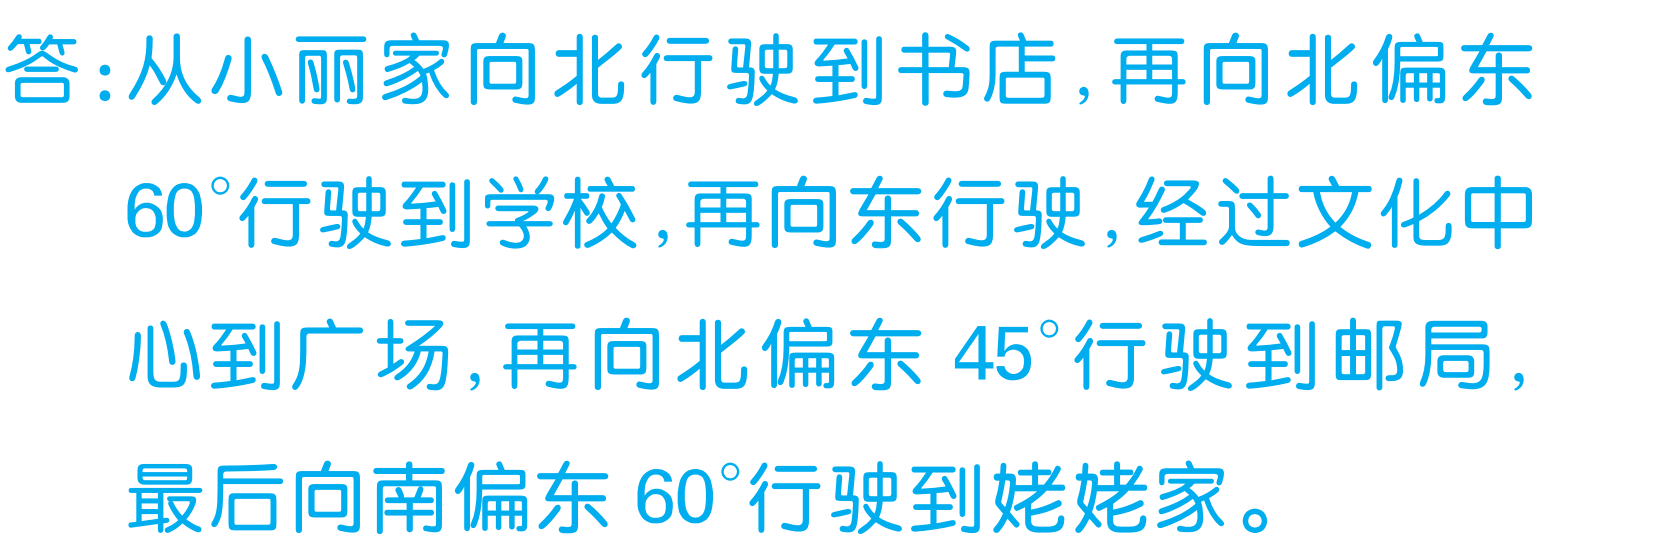 答:从小丽家向北行驶到书店,再向北偏东
60°行驶到学校,再向东行驶,经过文化中
心到广场,再向北偏东 45°行驶到邮局,
最后向南偏东 60°行驶到姥姥家。